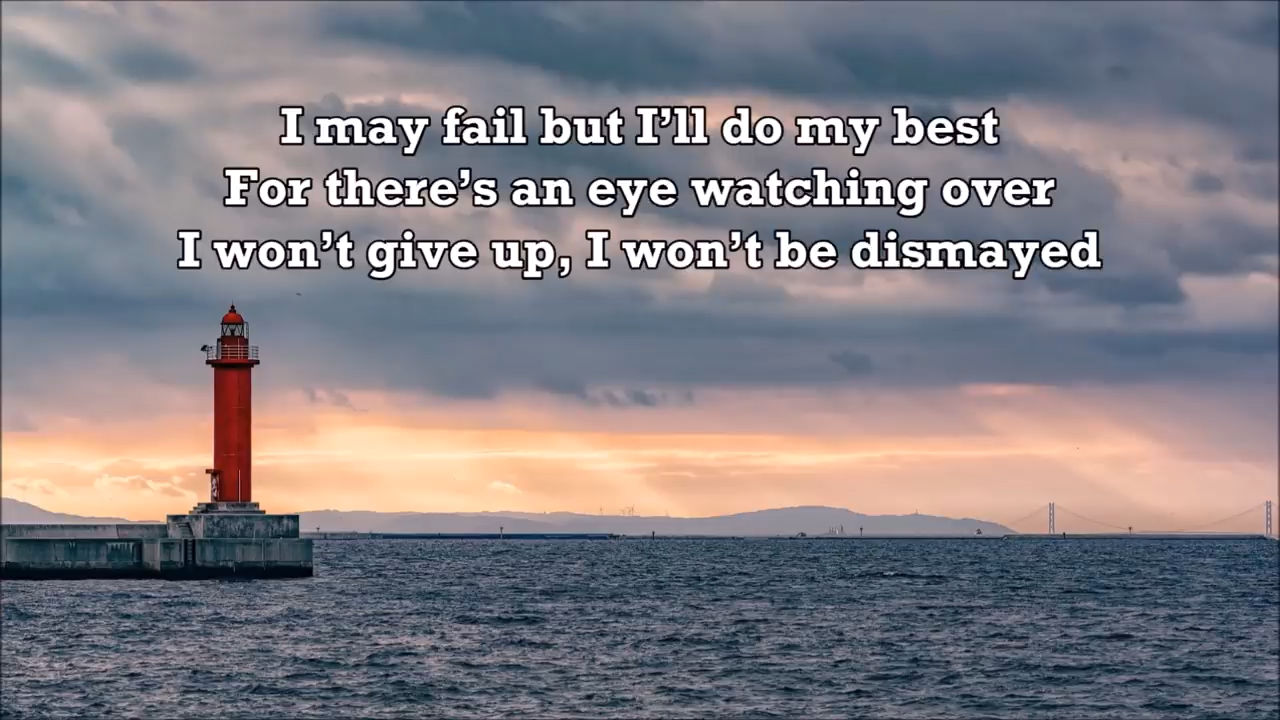 I may fail but I’ll do my best
For there’s an eye watching over
I won’t give up, I won’t be dismayed